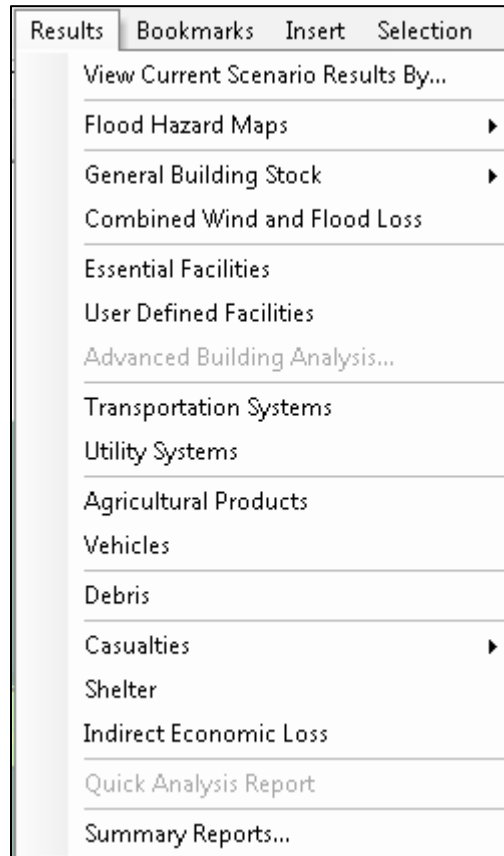 Results Bookmarks Insert Selection
View Current Scenario Results By...
Flood Hazard Maps
General Building Stock
Combined Wind and Flood Loss
Essential Facilities
User Defined Facilities
Advanced Building Analysis...
Transportation Systems
Utility Systems
Agricultural Products
Vehicles
Debris
Casualties
Shelter
Indirect Economic Loss
Quick Analysis Report
Summary Reports...